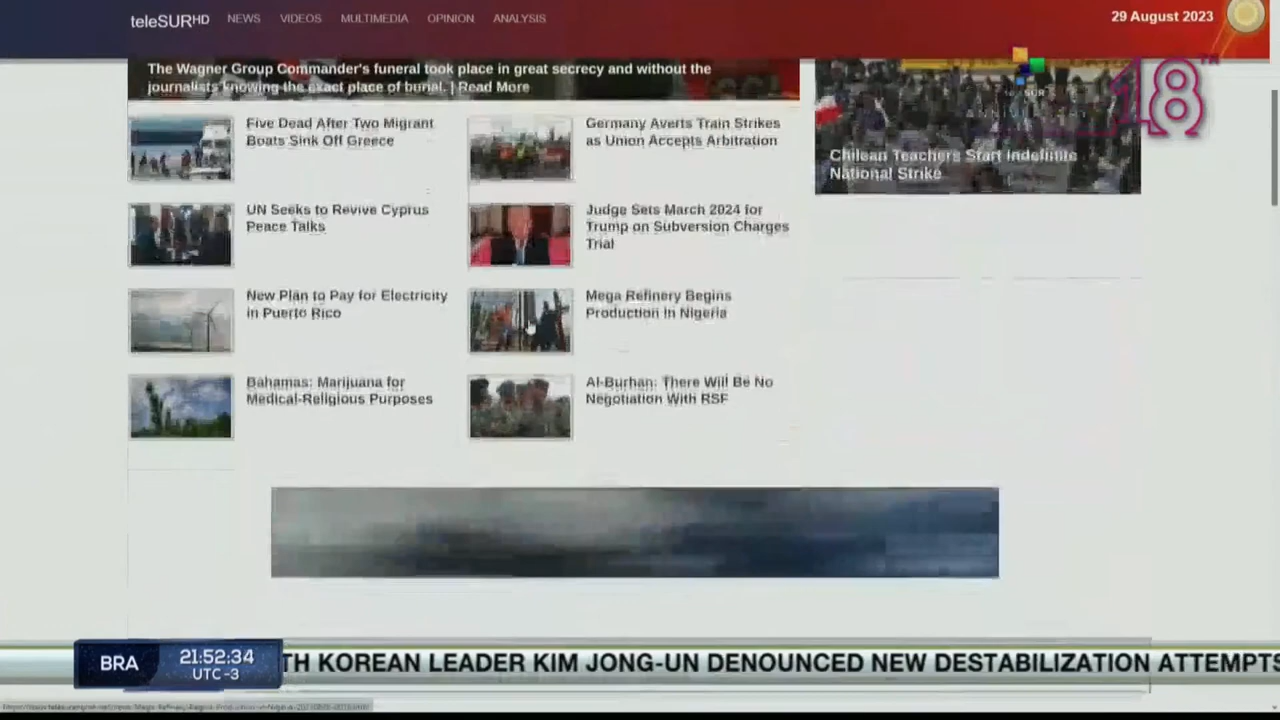 teleSURHD NEWS VIDEOS MULTIMEDIA OPINION ANALYSIS 29 August 2023
The Wagner Group Commander's funeral took place in great secrecy and without the
journalists knowing the exact place of burial. | Read More
Five Dead After Two Migrant
Boats Sink Off Greece
Germany Averts Train Strikes
as Union Accepts Arbitration
18TH
SUR
ANNIVERSARY
Chilean Teachers Start Indefinite
National Strike
UN Seeks to Revive Cyprus
Peace Talks
Judge Sets March 2024 for
Trump on Subversion Charges
Trial
New Plan to Pay for Electricity
in Puerto Rico
Mega Refinery Begins
Production in Nigeria
Bahamas: Marijuana for
Medical-Religious Purposes
Al-Burhan: There Will Be No
Negotiation With RSF
BRA 21:52:34
UTC-3
TH KOREAN LEADER KIM JONG-UN DENOUNCED NEW DESTABILIZATION ATTEMPTS